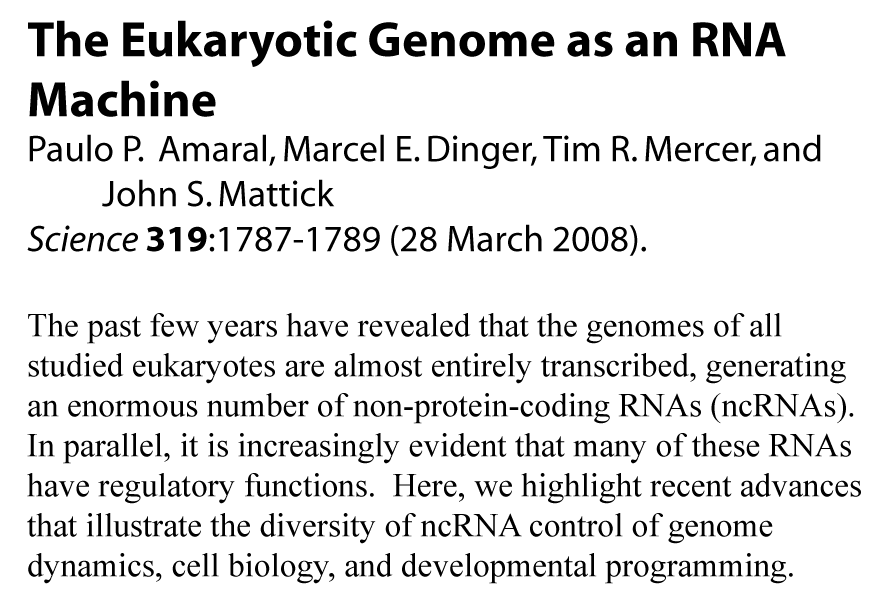 The Eukaryotic Genome as an RNA
Machine
Paulo P. Amaral, Marcel E. Dinger, Tim R. Mercer, and
John S. Mattick
Science 319:1787-1789 (28 March 2008).
The past few years have revealed that the genomes of all
studied eukaryotes are almost entirely transcribed, generating
an enormous number of non-protein-coding RNAs (ncRNAs).
In parallel, it is increasingly evident that many of these RNAs
have regulatory functions. Here, we highlight recent advances
that illustrate the diversity of ncRNA control of genome
dynamics, cell biology, and developmental programming.